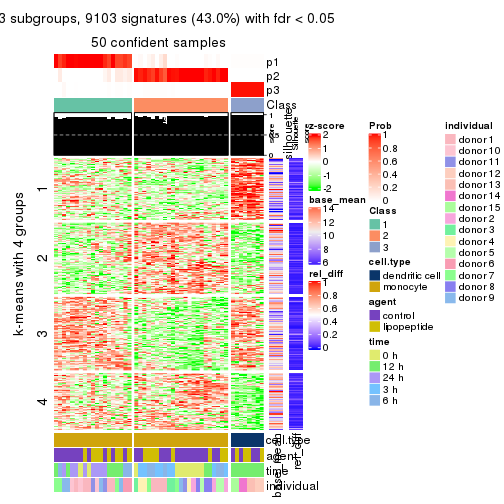 3 subgroups, 9103 signatures (43.0%) with fdr < 0.05
50 confident samples
p1
p2
p3
Class
1
0.5
0
silhouette
k-means with 4 groups
1
2
3
4
cell.type
agent
time
individual
base_mean
rel_diff
z-score
2
1
0
-1
-2
base_mean
14
12
10
8
6
rel_diff
1
0.8
0.6
0.4
0.2
0
Prob
1
0.8
0.6
0.4
0.2
0
Class
1
2
3
cell.type
dendritic cell
monocyte
agent
control
lipopeptide
time
0 h
12 h
24 h
3 h
6 h
individual
donor 1
donor 10
donor 11
donor 12
donor 13
donor 14
donor 15
donor 2
donor 3
donor 4
donor 5
donor 6
donor 7
donor 8
donor 9